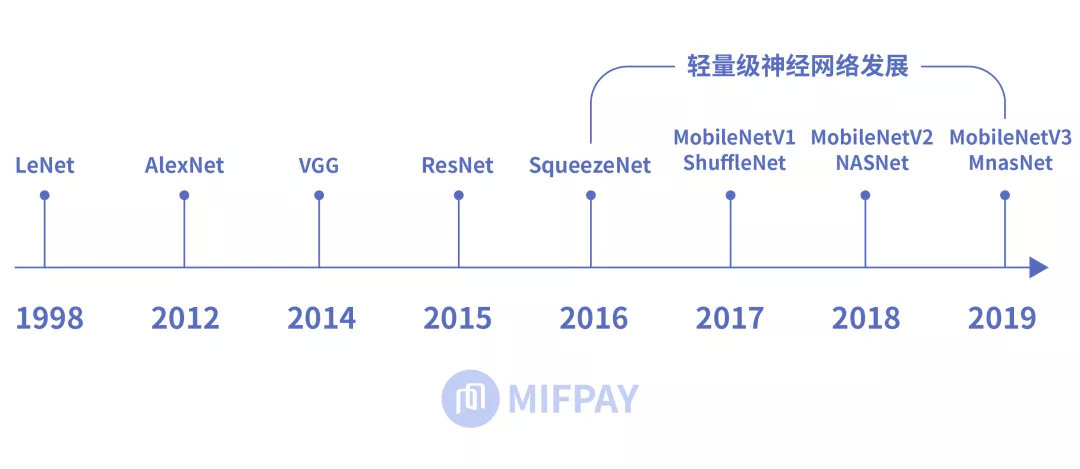 轻量级神经网络发展
LeNet
AlexNet
VGG
ResNet
SqueezeNet
MobileNetV1
ShuffleNet
MobileNetV2
NASNet
MobileNetV3
MnasNet
1998
2012
2014
2015
2016
2017
2018
2019
MIFPAY